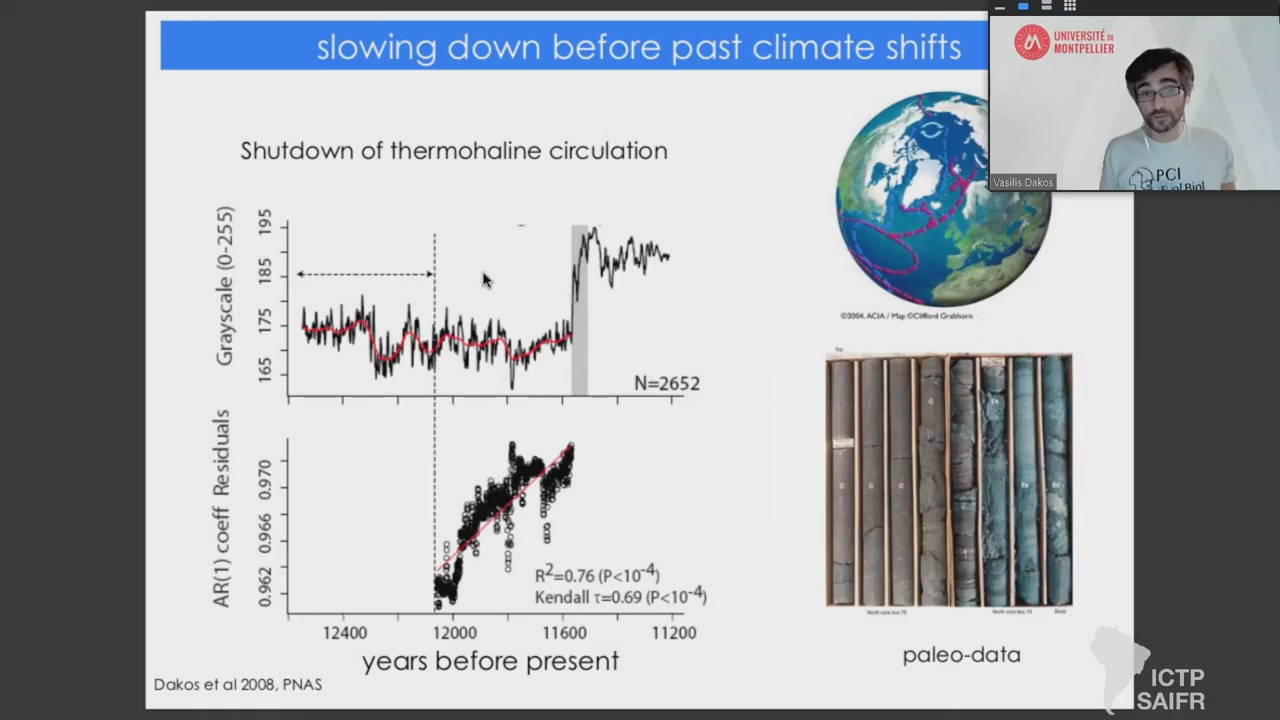 slowing down before past climate shifts
UNIVERSITÉ DE
MONTPELLIER
PCI
Vasilis Dakos
Shutdown of thermohaline circulation
©2004, ACIA / Map ©Clifford Grabhorn
Grayscale (0-255)
195
185
175
165
N=2652
AR(1) coeff Residuals
0.970
0.966
0.962
R²=0.76 (P<10⁻⁴)
Kendall τ=0.69 (P<10⁻⁴)
12400 12000 11600 11200
years before present
Dakos et al 2008, PNAS
Top
C
C
C
C
paleo-data
ICTP
SAIFR